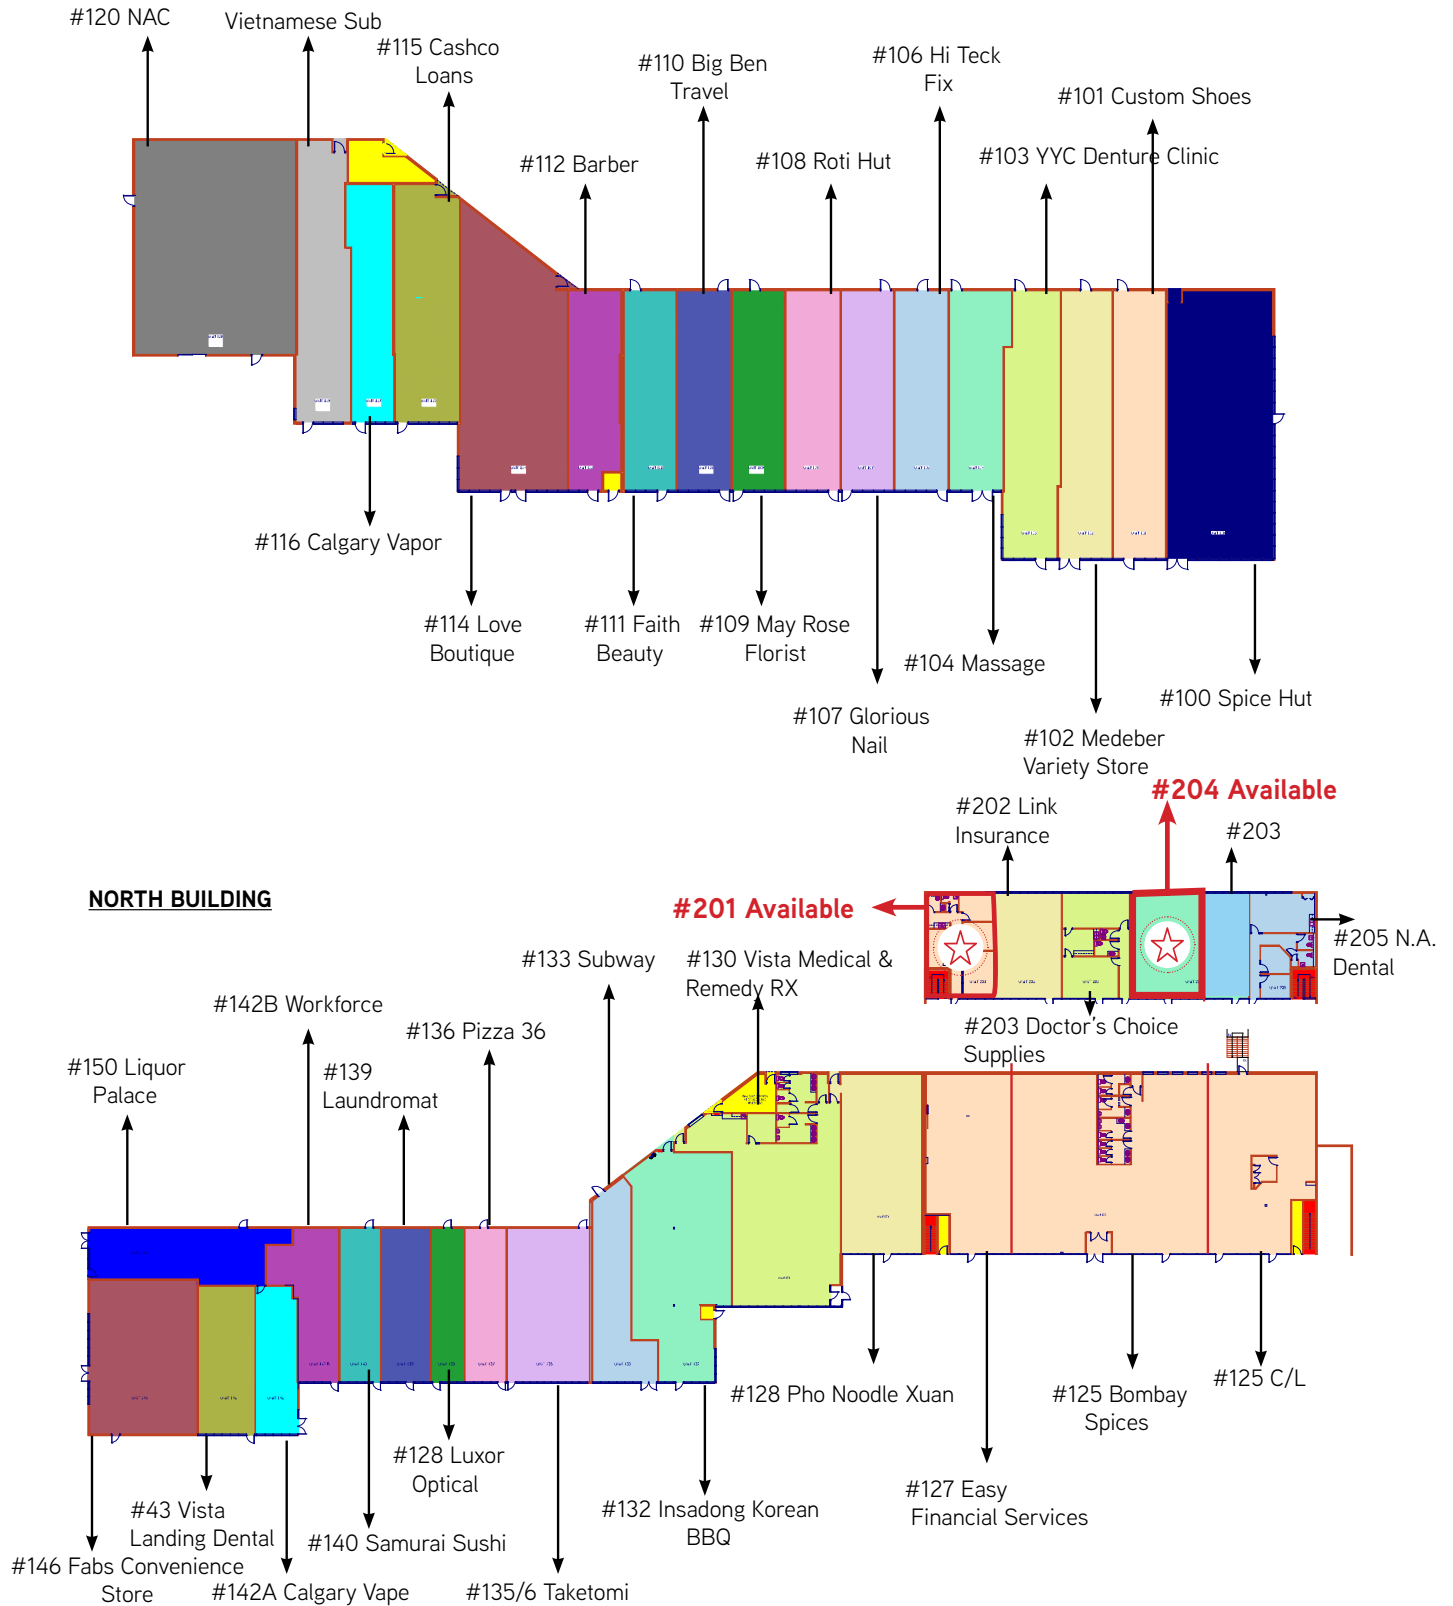 #120 NAC
Vietnamese Sub
#115 Cashco
Loans
#110 Big Ben
Travel
#106 Hi Teck
Fix
#101 Custom Shoes
#112 Barber
#108 Roti Hut
#103 YYC Denture Clinic
#116 Calgary Vapor
#114 Love
Boutique
#111 Faith
Beauty
#109 May Rose
Florist
#104 Massage
#100 Spice Hut
#107 Glorious
Nail
#102 Medeber
Variety Store
#204 Available
#202 Link
Insurance
#203
NORTH BUILDING
#201 Available
#205 N.A.
Dental
#133 Subway
#130 Vista Medical &
Remedy RX
#142B Workforce
#136 Pizza 36
#203 Doctor's Choice
Supplies
#150 Liquor
Palace
#139
Laundromat
#128 Pho Noodle Xuan
#125 Bombay
Spices
#125 C/L
#128 Luxor
Optical
#127 Easy
Financial Services
#43 Vista
Landing Dental
#132 Insadong Korean
BBQ
#140 Samurai Sushi
#146 Fabs Convenience
Store
#142A Calgary Vape
#135/6 Taketomi